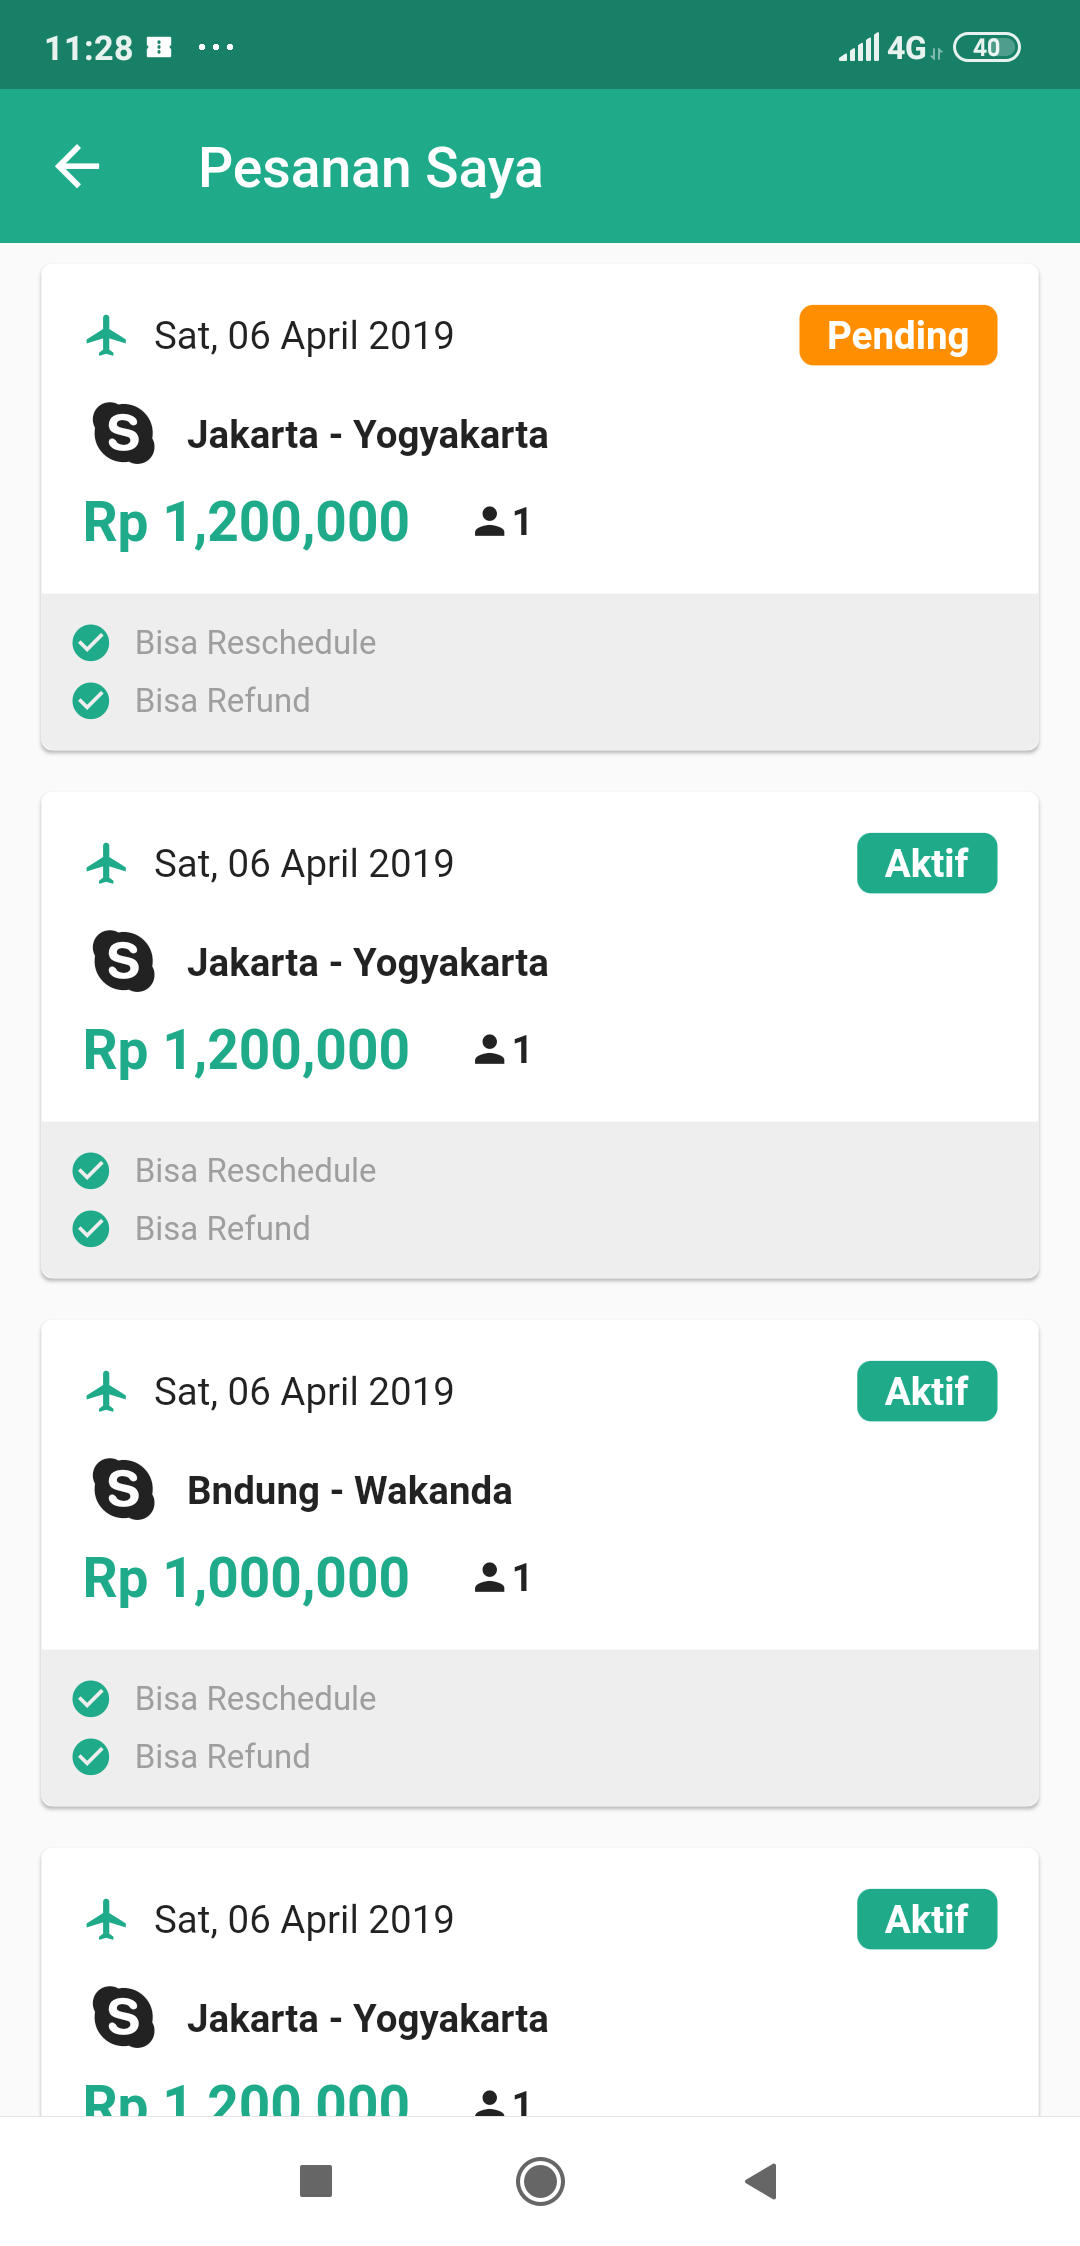 11:28 ... 4G 40
Pesanan Saya
Sat, 06 April 2019 Pending
S Jakarta - Yogyakarta
Rp 1,200,000 1
Bisa Reschedule
Bisa Refund
Sat, 06 April 2019 Aktif
S Jakarta - Yogyakarta
Rp 1,200,000 1
Bisa Reschedule
Bisa Refund
Sat, 06 April 2019 Aktif
S Bndung - Wakanda
Rp 1,000,000 1
Bisa Reschedule
Bisa Refund
Sat, 06 April 2019 Aktif
S Jakarta - Yogyakarta
Rp 1,200,000 1